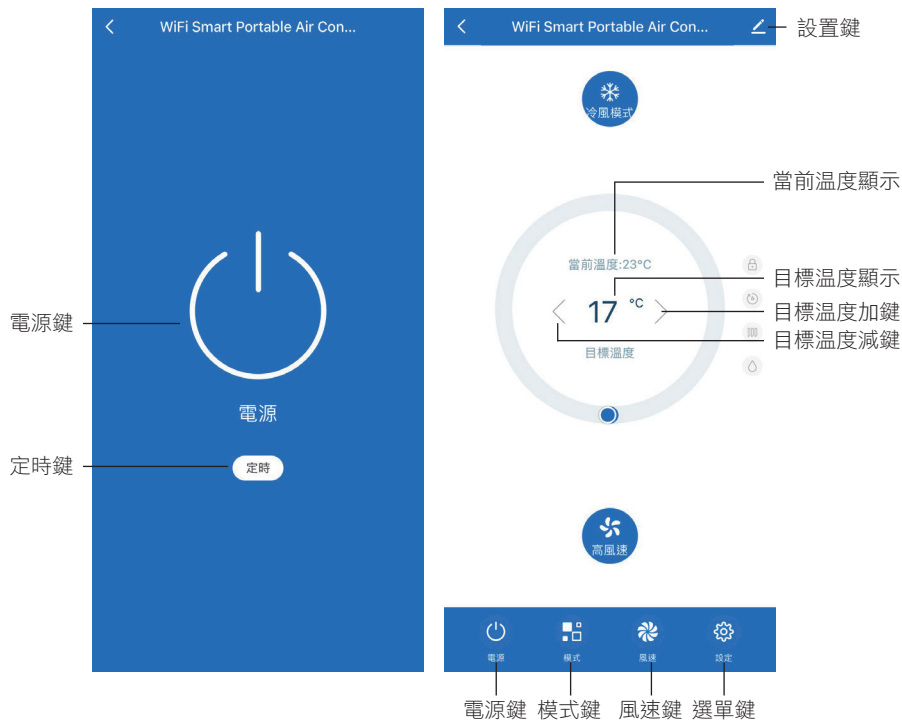 WiFi Smart Portable Air Con...
電源鍵
電源
定時鍵
定時
WiFi Smart Portable Air Con...
設置鍵
冷風模式
當前温度顯示
當前溫度:23°C
目標温度顯示
17 °C
目標温度加鍵
目標温度減鍵
目標溫度
高風速
電源
模式
風速
設定
電源鍵
模式鍵
風速鍵
選單鍵